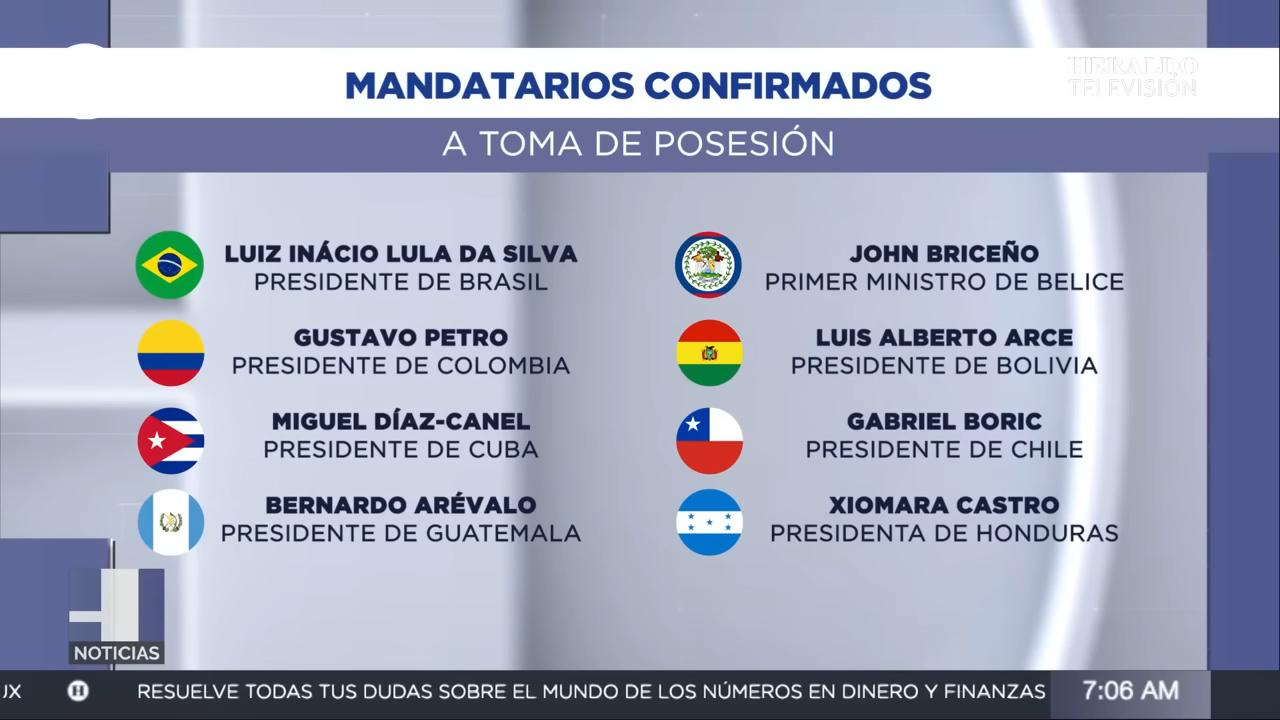 MANDATARIOS CONFIRMADOS
HERALDO
TELEVISIÓN
A TOMA DE POSESIÓN
LUIZ INÁCIO LULA DA SILVA
PRESIDENTE DE BRASIL
GUSTAVO PETRO
PRESIDENTE DE COLOMBIA
MIGUEL DÍAZ-CANEL
PRESIDENTE DE CUBA
BERNARDO ARÉVALO
PRESIDENTE DE GUATEMALA
JOHN BRICEÑO
PRIMER MINISTRO DE BELICE
LUIS ALBERTO ARCE
PRESIDENTE DE BOLIVIA
GABRIEL BORIC
PRESIDENTE DE CHILE
XIOMARA CASTRO
PRESIDENTA DE HONDURAS
NOTICIAS
H RESUELVE TODAS TUS DUDAS SOBRE EL MUNDO DE LOS NÚMEROS EN DINERO Y FINANZAS
7:06 AM